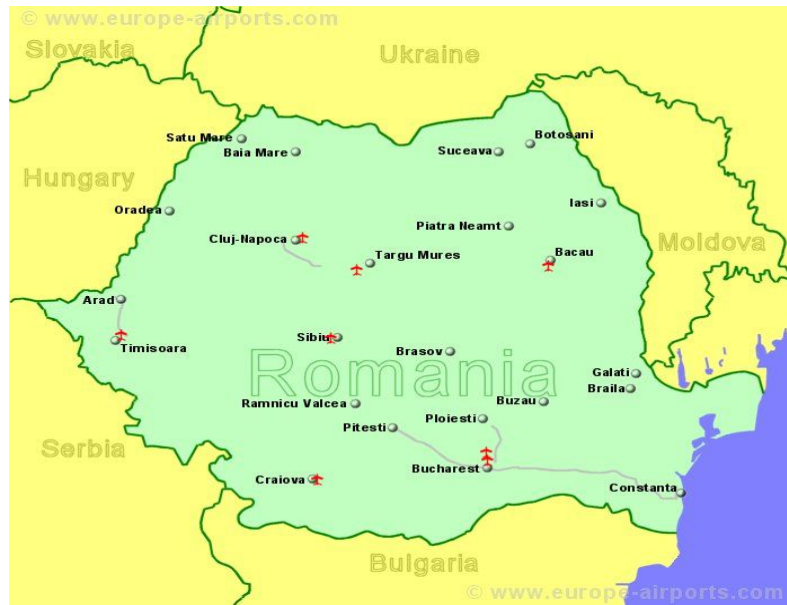 © www.europe-airports.com
Slovakia
Ukraine
Satu Mare
Botosani
Baia Mare
Suceava
Hungary
Iasi
Oradea
Piatra Neamt
Cluj-Napoca
Moldova
Targu Mures
Bacau
Arad
Sibiu
Timisoara
Brasov
Romania
Galati
Braila
Ramnicu Valcea
Buzau
Ploiesti
Pitesti
Serbia
Bucharest
Craiova
Constanta
Bulgaria
© www.europe-airports.com